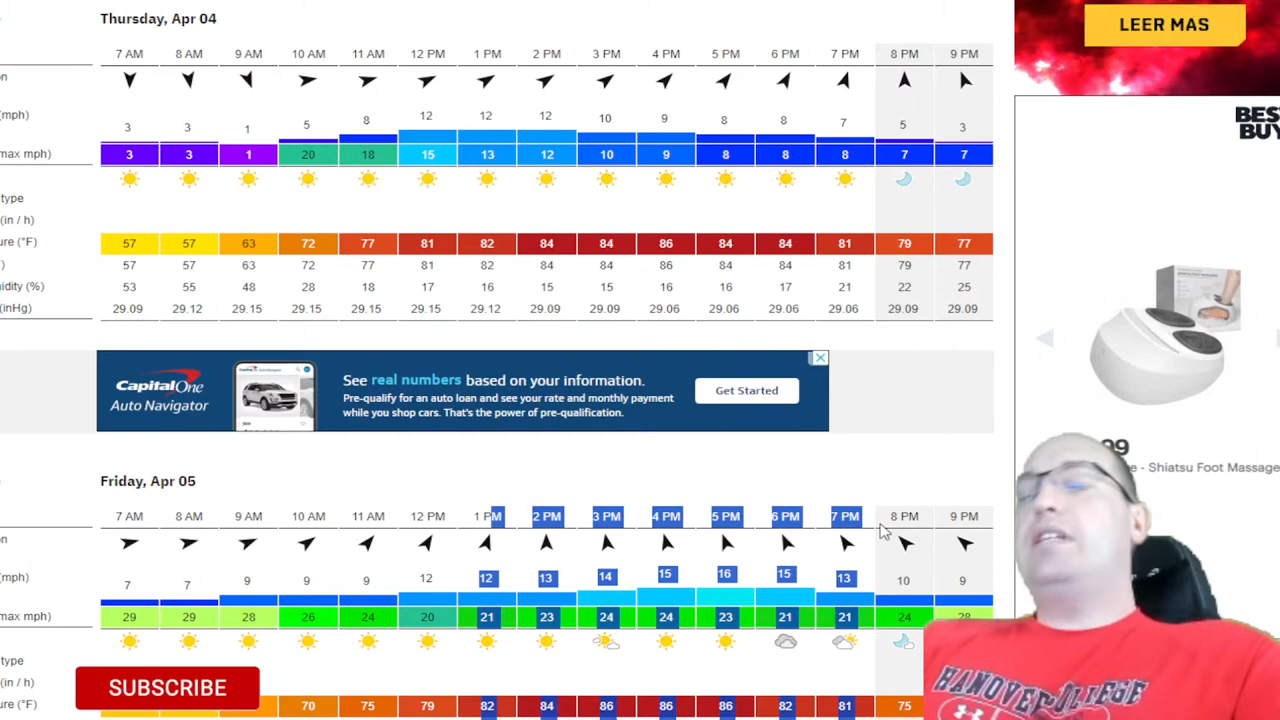 Thursday, Apr 04
LEER MAS
7 AM 8 AM 9 AM 10 AM 11 AM 12 PM 1 PM 2 PM 3 PM 4 PM 5 PM 6 PM 7 PM 8 PM 9 PM
on
(mph)
3 3 1 5 8 12 12 12 10 9 8 8 7 5 3
max mph) 3 3 1 20 18 15 13 12 10 9 8 8 8 7 7
BES
BUY
type
(in / h)
ure (°F) 57 57 63 72 77 81 82 84 84 86 84 84 81 79 77
) 57 57 63 72 77 81 82 84 84 86 84 84 81 79 77
idity (%) 53 55 48 28 18 17 16 15 15 16 16 17 21 22 25
(inHg) 29.09 29.12 29.15 29.15 29.15 29.15 29.12 29.09 29.09 29.06 29.06 29.06 29.06 29.09 29.09
Capital One
Auto Navigator
See real numbers based on your information.
Pre-qualify for an auto loan and see your rate and monthly payment
while you shop cars. That's the power of pre-qualification.
Get Started
99
e - Shiatsu Foot Massage
Friday, Apr 05
7 AM 8 AM 9 AM 10 AM 11 AM 12 PM 1 PM 2 PM 3 PM 4 PM 5 PM 6 PM 7 PM 8 PM 9 PM
on
(mph)
7 7 9 9 9 12 12 13 14 15 16 15 13 10 9
max mph) 29 29 28 26 24 20 21 23 24 24 23 21 21 24 28
type
(in / h)
ure (°F) 70 75 79 82 84 86 86 86 82 81 75
SUBSCRIBE
HANOVER COLLEGE